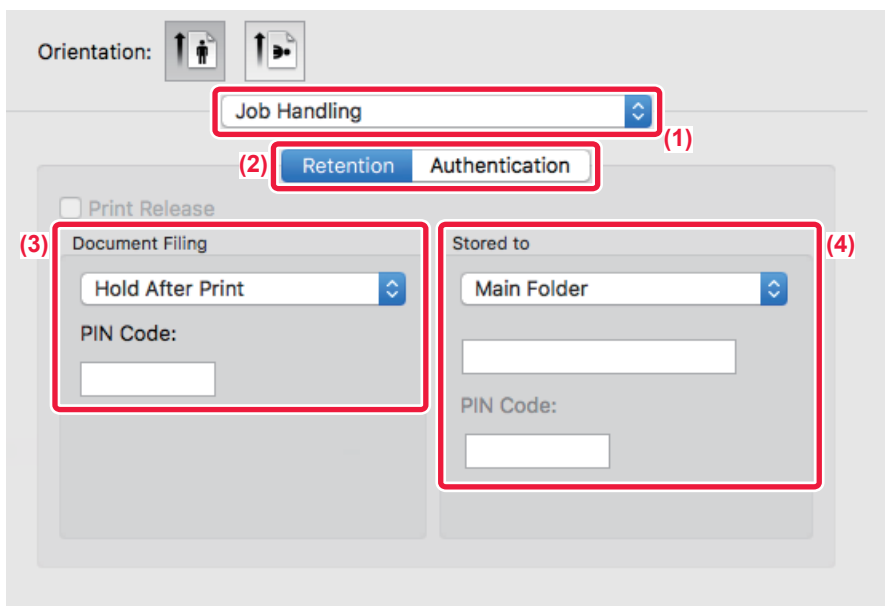 Orientation:
Job Handling
(1)
(2) Retention Authentication
Print Release
(3) Document Filing
Stored to (4)
Hold After Print
Main Folder
PIN Code:
PIN Code: